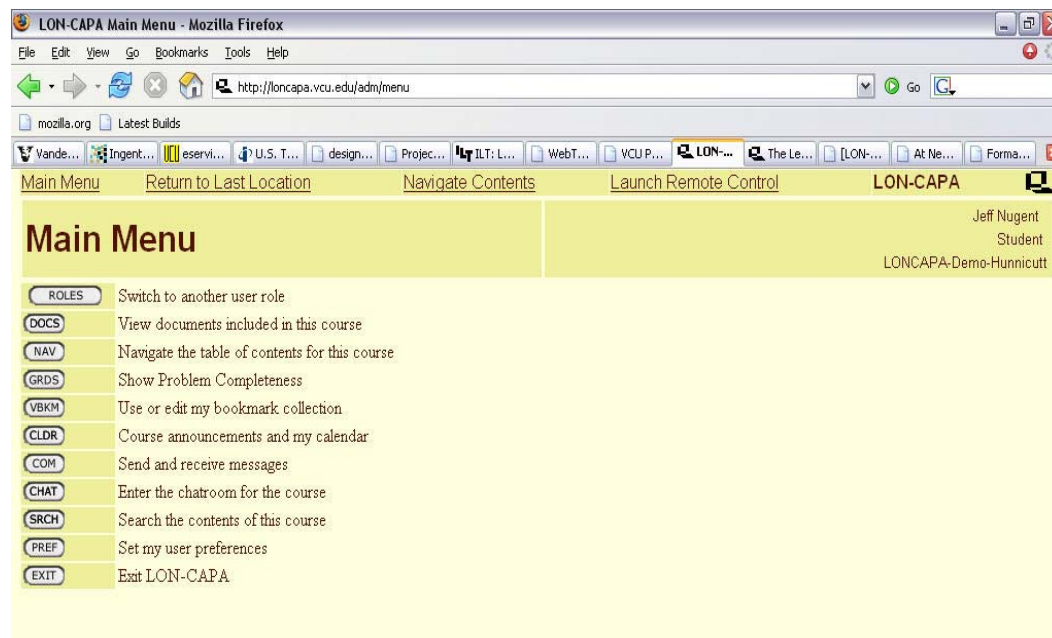 LON-CAPA Main Menu - Mozilla Firefox
File Edit View Go Bookmarks Tools Help
http://loncapa.vcu.edu/adm/menu Go G
mozilla.org Latest Builds
Vande... Ingent... eservi... U.S. T... design... Projec... ILT: L... WebT... VCU P... LON-... The Le... [LON-... At Ne... Forma...
Main Menu Return to Last Location Navigate Contents Launch Remote Control LON-CAPA
Main Menu
Jeff Nugent
Student
LONCAPA-Demo-Hunnicutt
ROLES Switch to another user role
DOCS View documents included in this course
NAV Navigate the table of contents for this course
GRDS Show Problem Completeness
VBKM Use or edit my bookmark collection
CLDR Course announcements and my calendar
COM Send and receive messages
CHAT Enter the chatroom for the course
SRCH Search the contents of this course
PREF Set my user preferences
EXIT Exit LON-CAPA